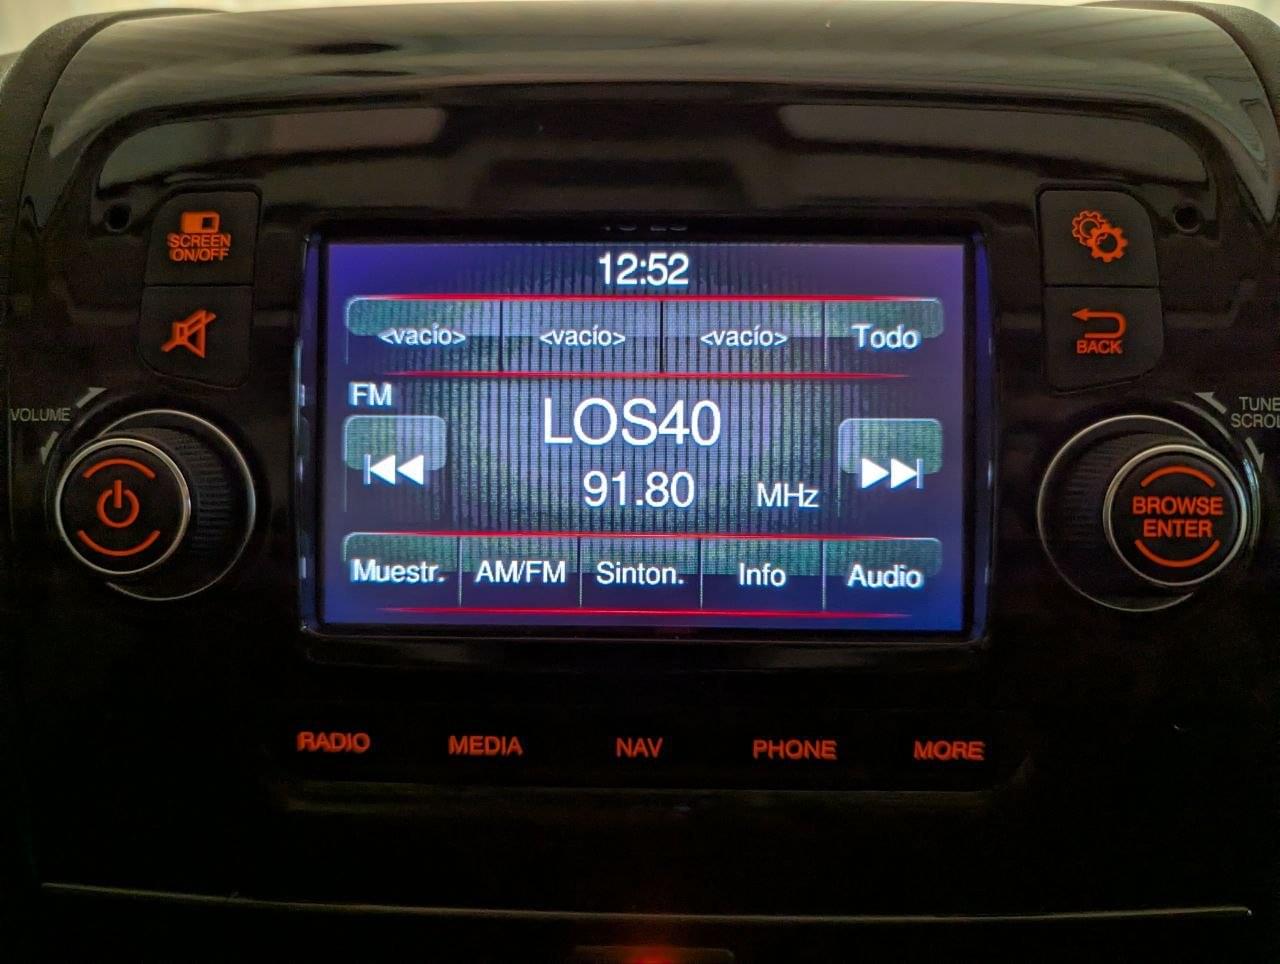 SCREEN
ON/OFF
12:52
<vacío> <vacío> <vacío> Todo
BACK
VOLUME
FM
LOS40
91.80 MHz
TUNE
BROWSE
ENTER
Muestr. AM/FM Sinton. Info Audio
RADIO MEDIA NAV PHONE MORE